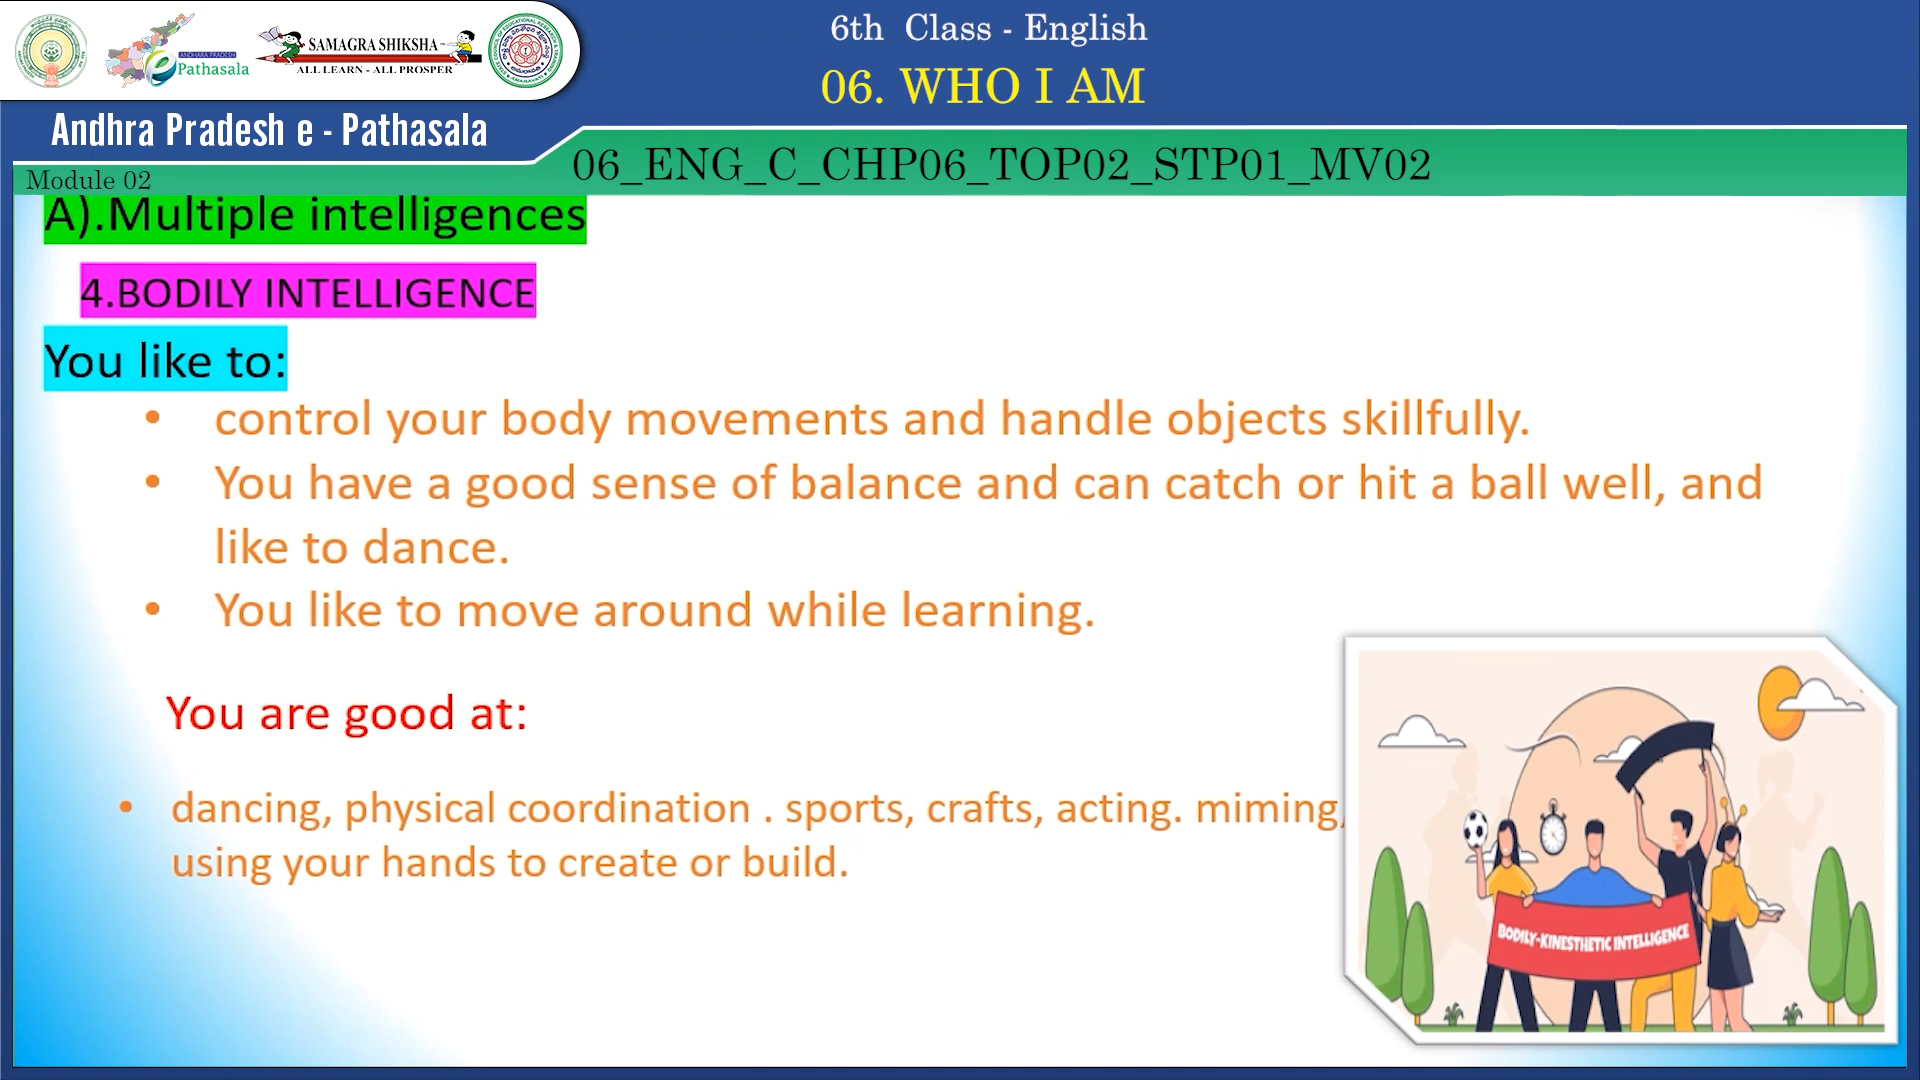 6th Class - English
06. WHO I AM
ANDHRA PRADESH
e Pathasala
SAMAGRA SHIKSHA
ALL LEARN - ALL PROSPER
Andhra Pradesh e - Pathasala
06_ENG_C_CHP06_TOP02_STP01_MV02
Module 02
A).Multiple intelligences
4.BODILY INTELLIGENCE
You like to:
• control your body movements and handle objects skillfully.
• You have a good sense of balance and can catch or hit a ball well, and
like to dance.
• You like to move around while learning.
You are good at:
• dancing, physical coordination . sports, crafts, acting. miming,
using your hands to create or build.
BODILY-KINESTHETIC INTELLIGENCE